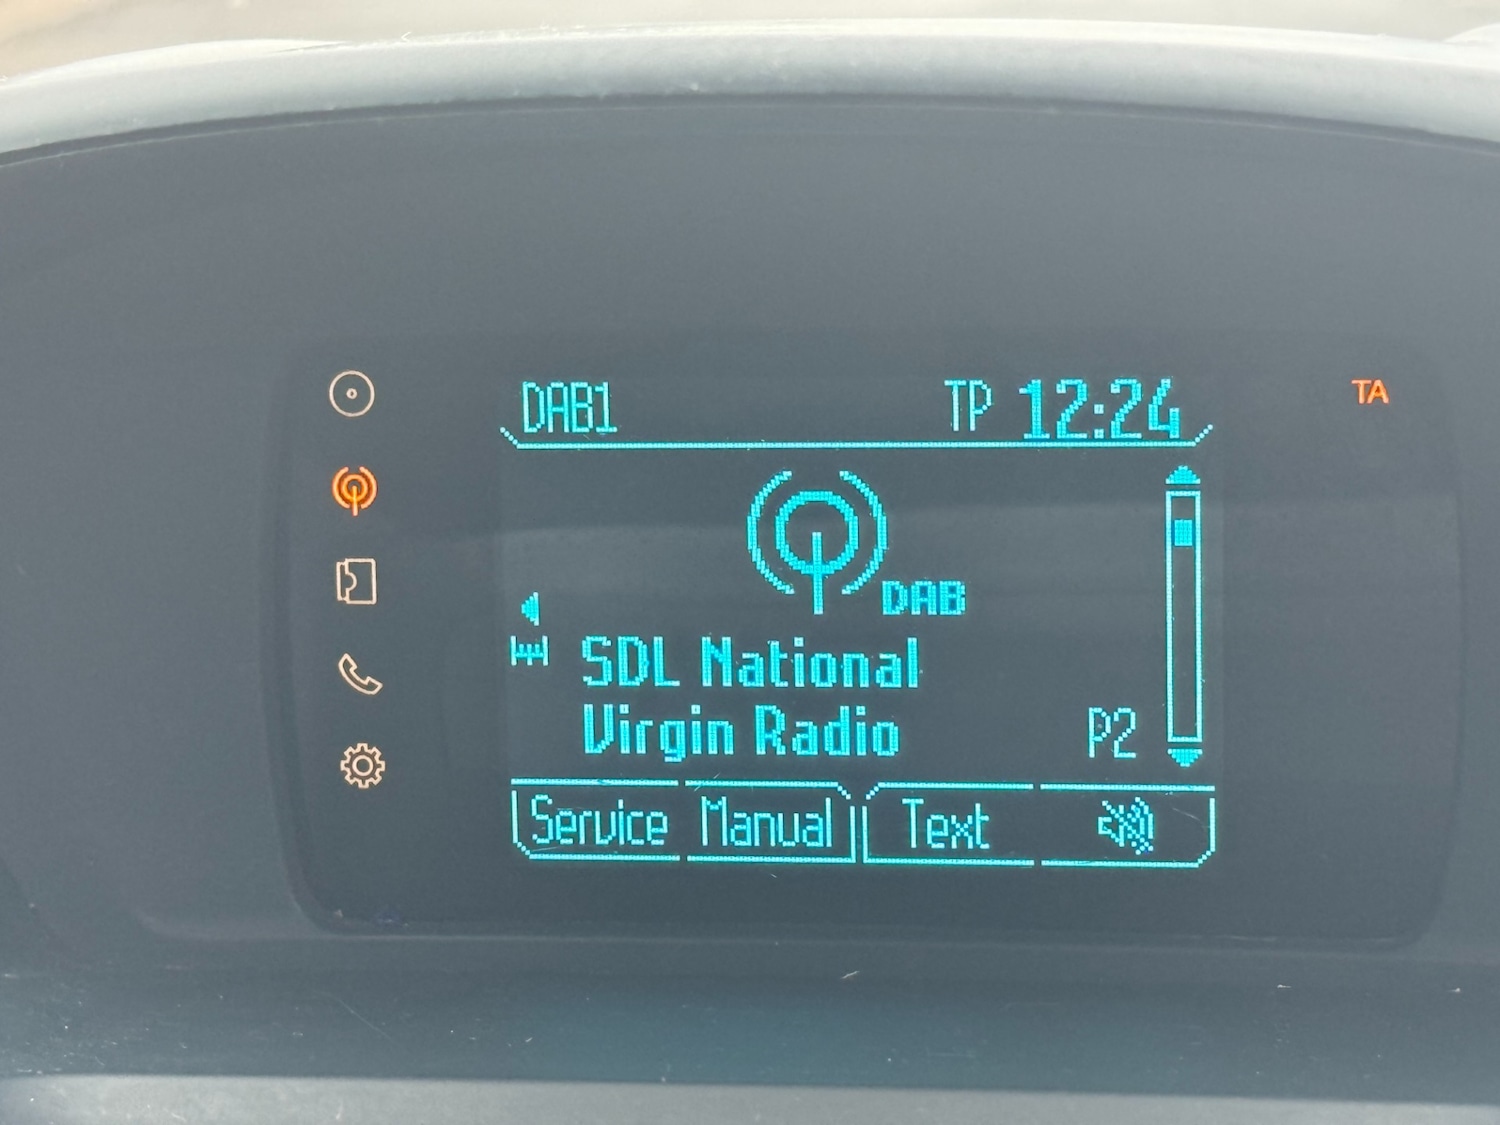 DAB1 TP 12:24 TA
DAB
SDL National
Virgin Radio P2
Service Manual Text